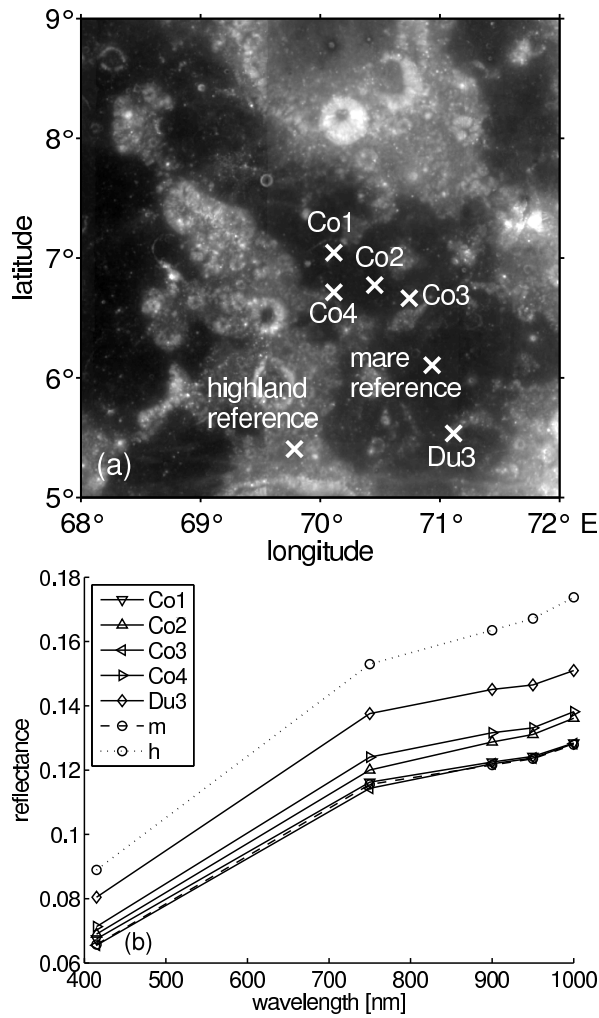 9°
8°
7°
6°
5°
latitude
Co1
Co2
Co3
Co4
mare
reference
highland
reference
Du3
(a)
68° 69° 70° 71° 72° E
longitude
0.18
0.16
0.14
0.12
0.1
0.08
0.06
reflectance
Co1
Co2
Co3
Co4
Du3
m
h
(b)
400 500 600 700 800 900 1000
wavelength [nm]